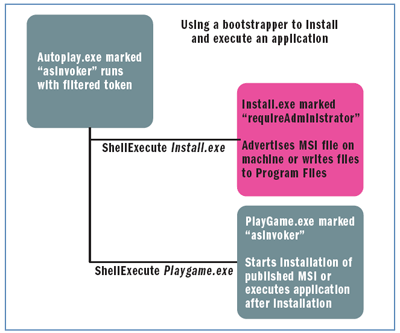 Using a bootstrapper to install
and execute an application
Autoplay.exe marked
“asInvoker” runs
with filtered token
Install.exe marked
“requireAdministrator”
Advertises MSI file on
machine or writes files
to Program Files
ShellExecute Install.exe
PlayGame.exe marked
“asInvoker”
Starts installation of
published MSI or
executes application
after installation
ShellExecute Playgame.exe